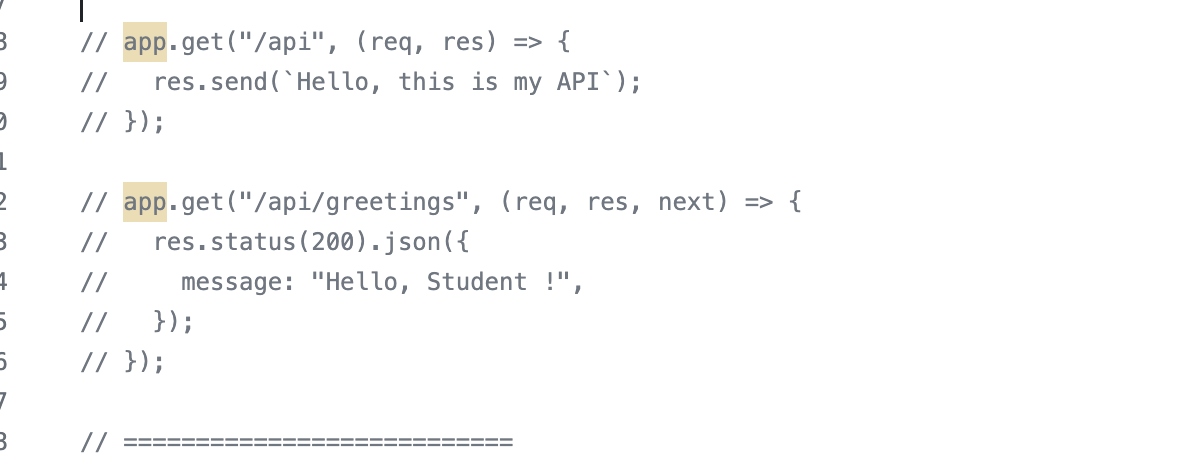 // app.get("/api", (req, res) => {
//   res.send(`Hello, this is my API`);
// });
// app.get("/api/greetings", (req, res, next) => {
//   res.status(200).json({
//     message: "Hello, Student !",
//   });
// });
// ===========================